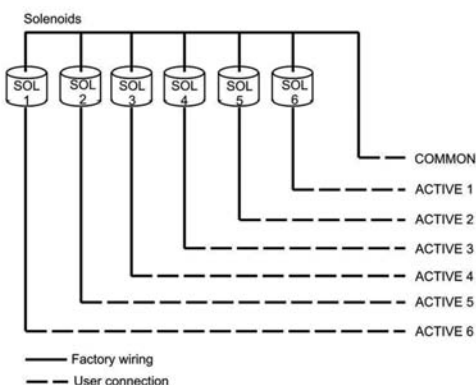 Solenoids
SOL 1
SOL 2
SOL 3
SOL 4
SOL 5
SOL 6
COMMON
ACTIVE 1
ACTIVE 2
ACTIVE 3
ACTIVE 4
ACTIVE 5
ACTIVE 6
Factory wiring
User connection